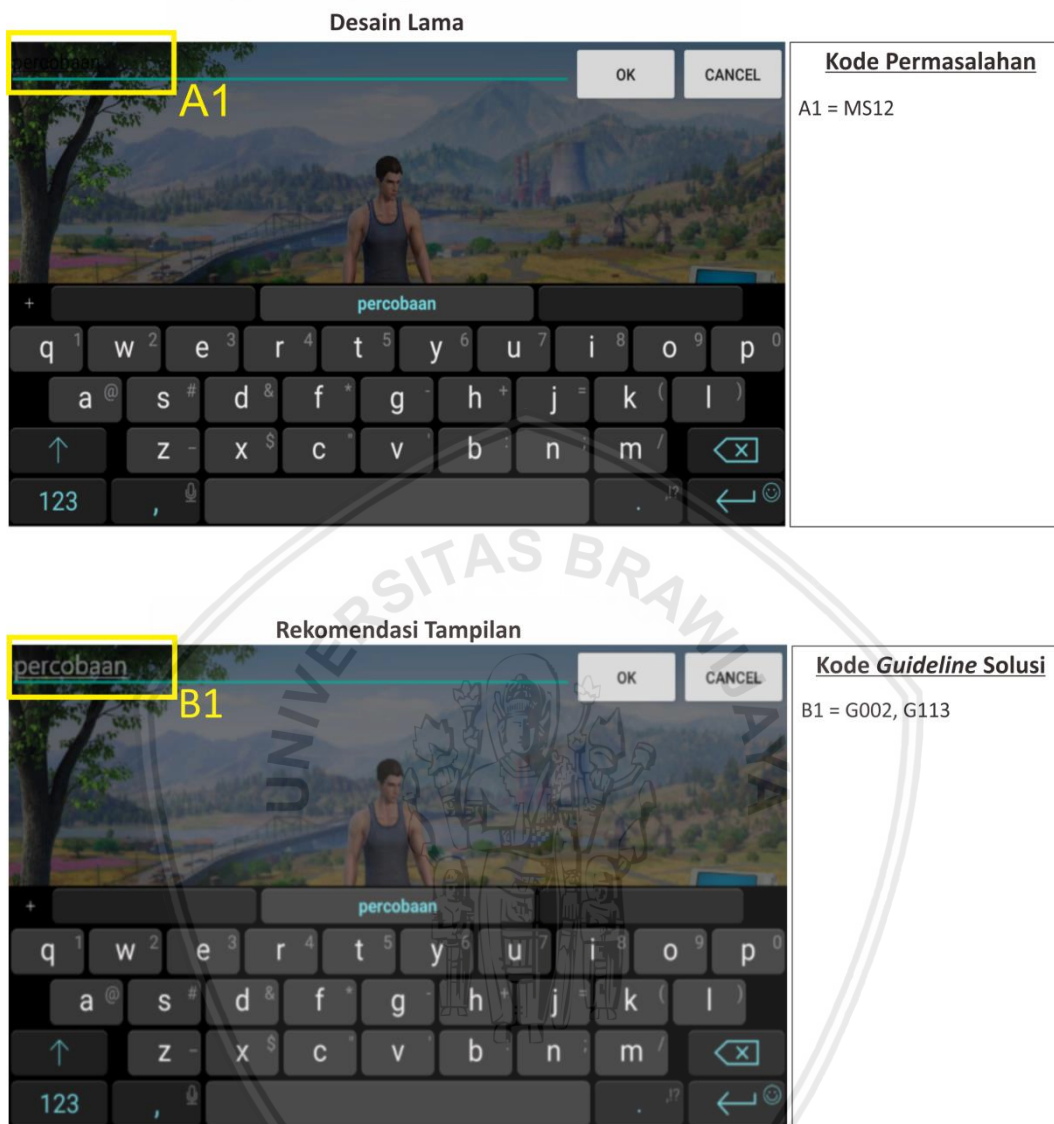 Desain Lama
percobaan
OK
CANCEL
A1
Kode Permasalahan
A1 = MS12
+
percobaan
q 1 w 2 e 3 r 4 t 5 y 6 u 7 i 8 o 9 p 0
a @ s # d & f * g - h + j = k ( l )
z - x $ c " v ' b : n ; m /
123 , . ,!?
UNIVERSITAS BRAWIJAYA
Rekomendasi Tampilan
percobaan
OK
CANCEL
B1
Kode Guideline Solusi
B1 = G002, G113
+
percobaan
q 1 w 2 e 3 r 4 t 5 y 6 u 7 i 8 o 9 p 0
a @ s # d & f * g - h + j = k ( l )
z - x $ c " v ' b : n ; m /
123 , . ,!?